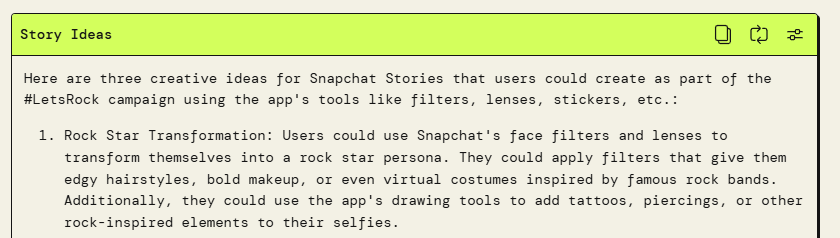 Story Ideas
Here are three creative ideas for Snapchat Stories that users could create as part of the
#LetsRock campaign using the app's tools like filters, lenses, stickers, etc.:
1. Rock Star Transformation: Users could use Snapchat's face filters and lenses to
transform themselves into a rock star persona. They could apply filters that give them
edgy hairstyles, bold makeup, or even virtual costumes inspired by famous rock bands.
Additionally, they could use the app's drawing tools to add tattoos, piercings, or other
rock-inspired elements to their selfies.